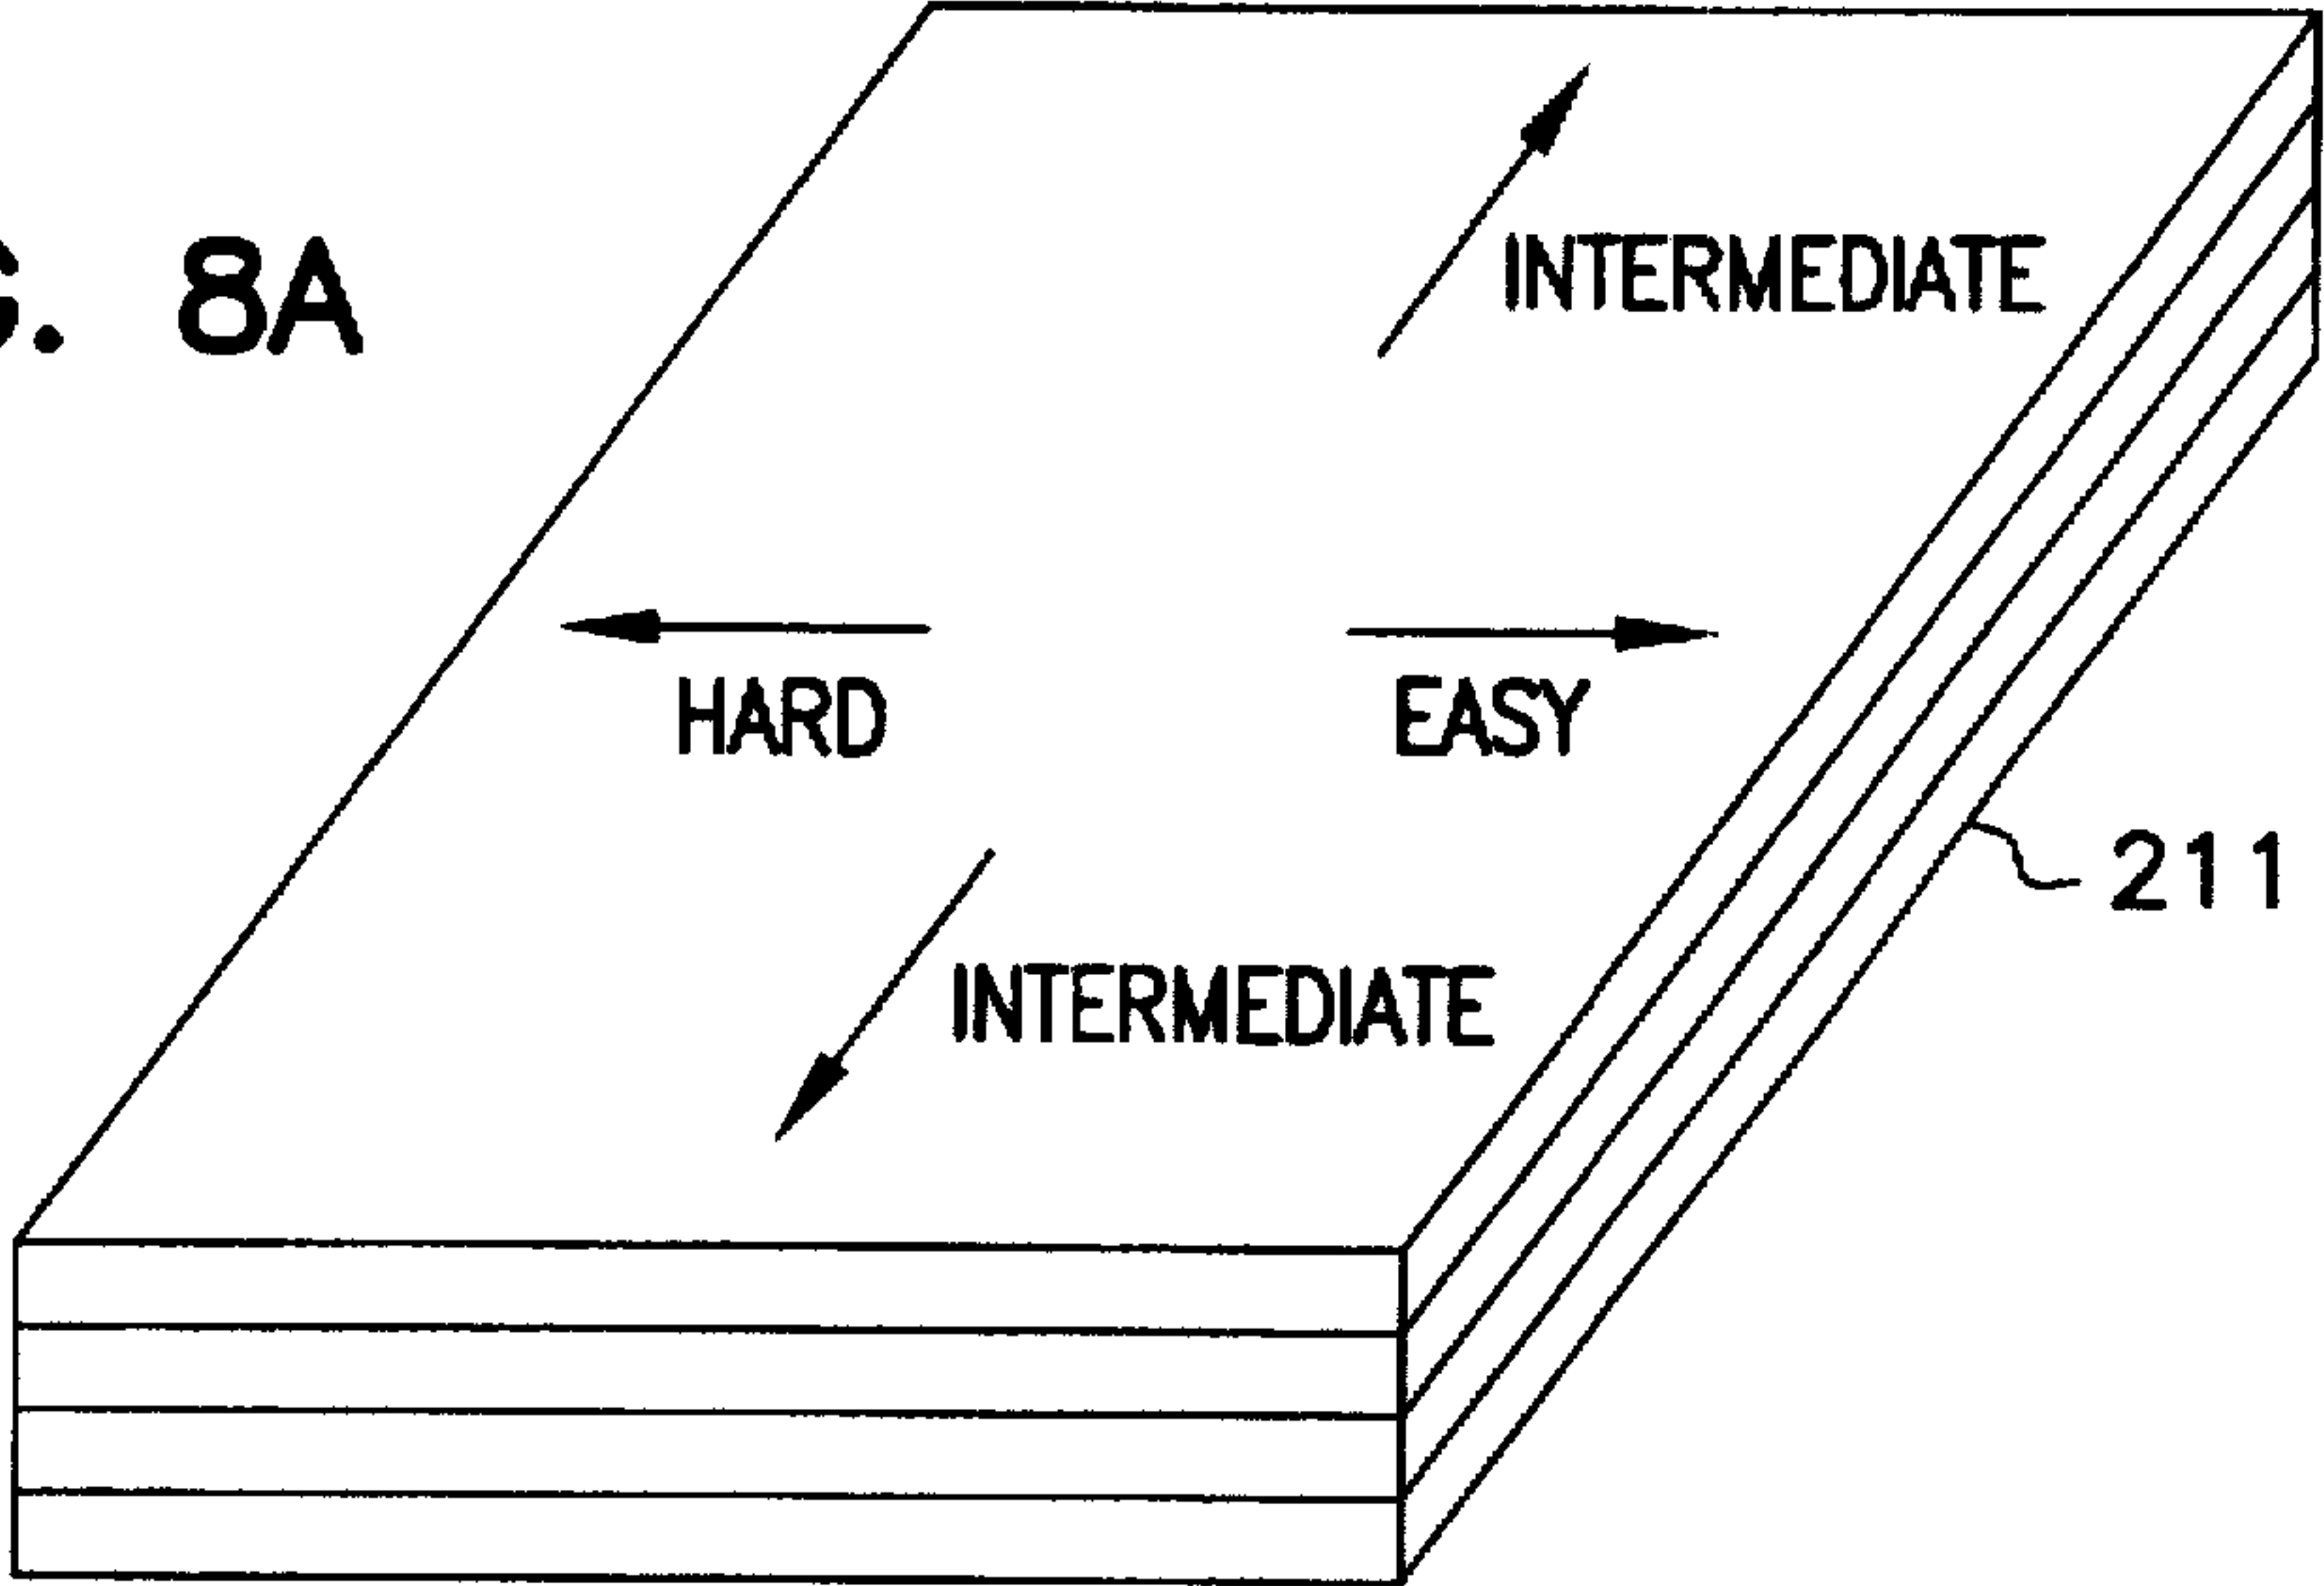 G. 8A
INTERMEDIATE
HARD
EASY
211
INTERMEDIATE